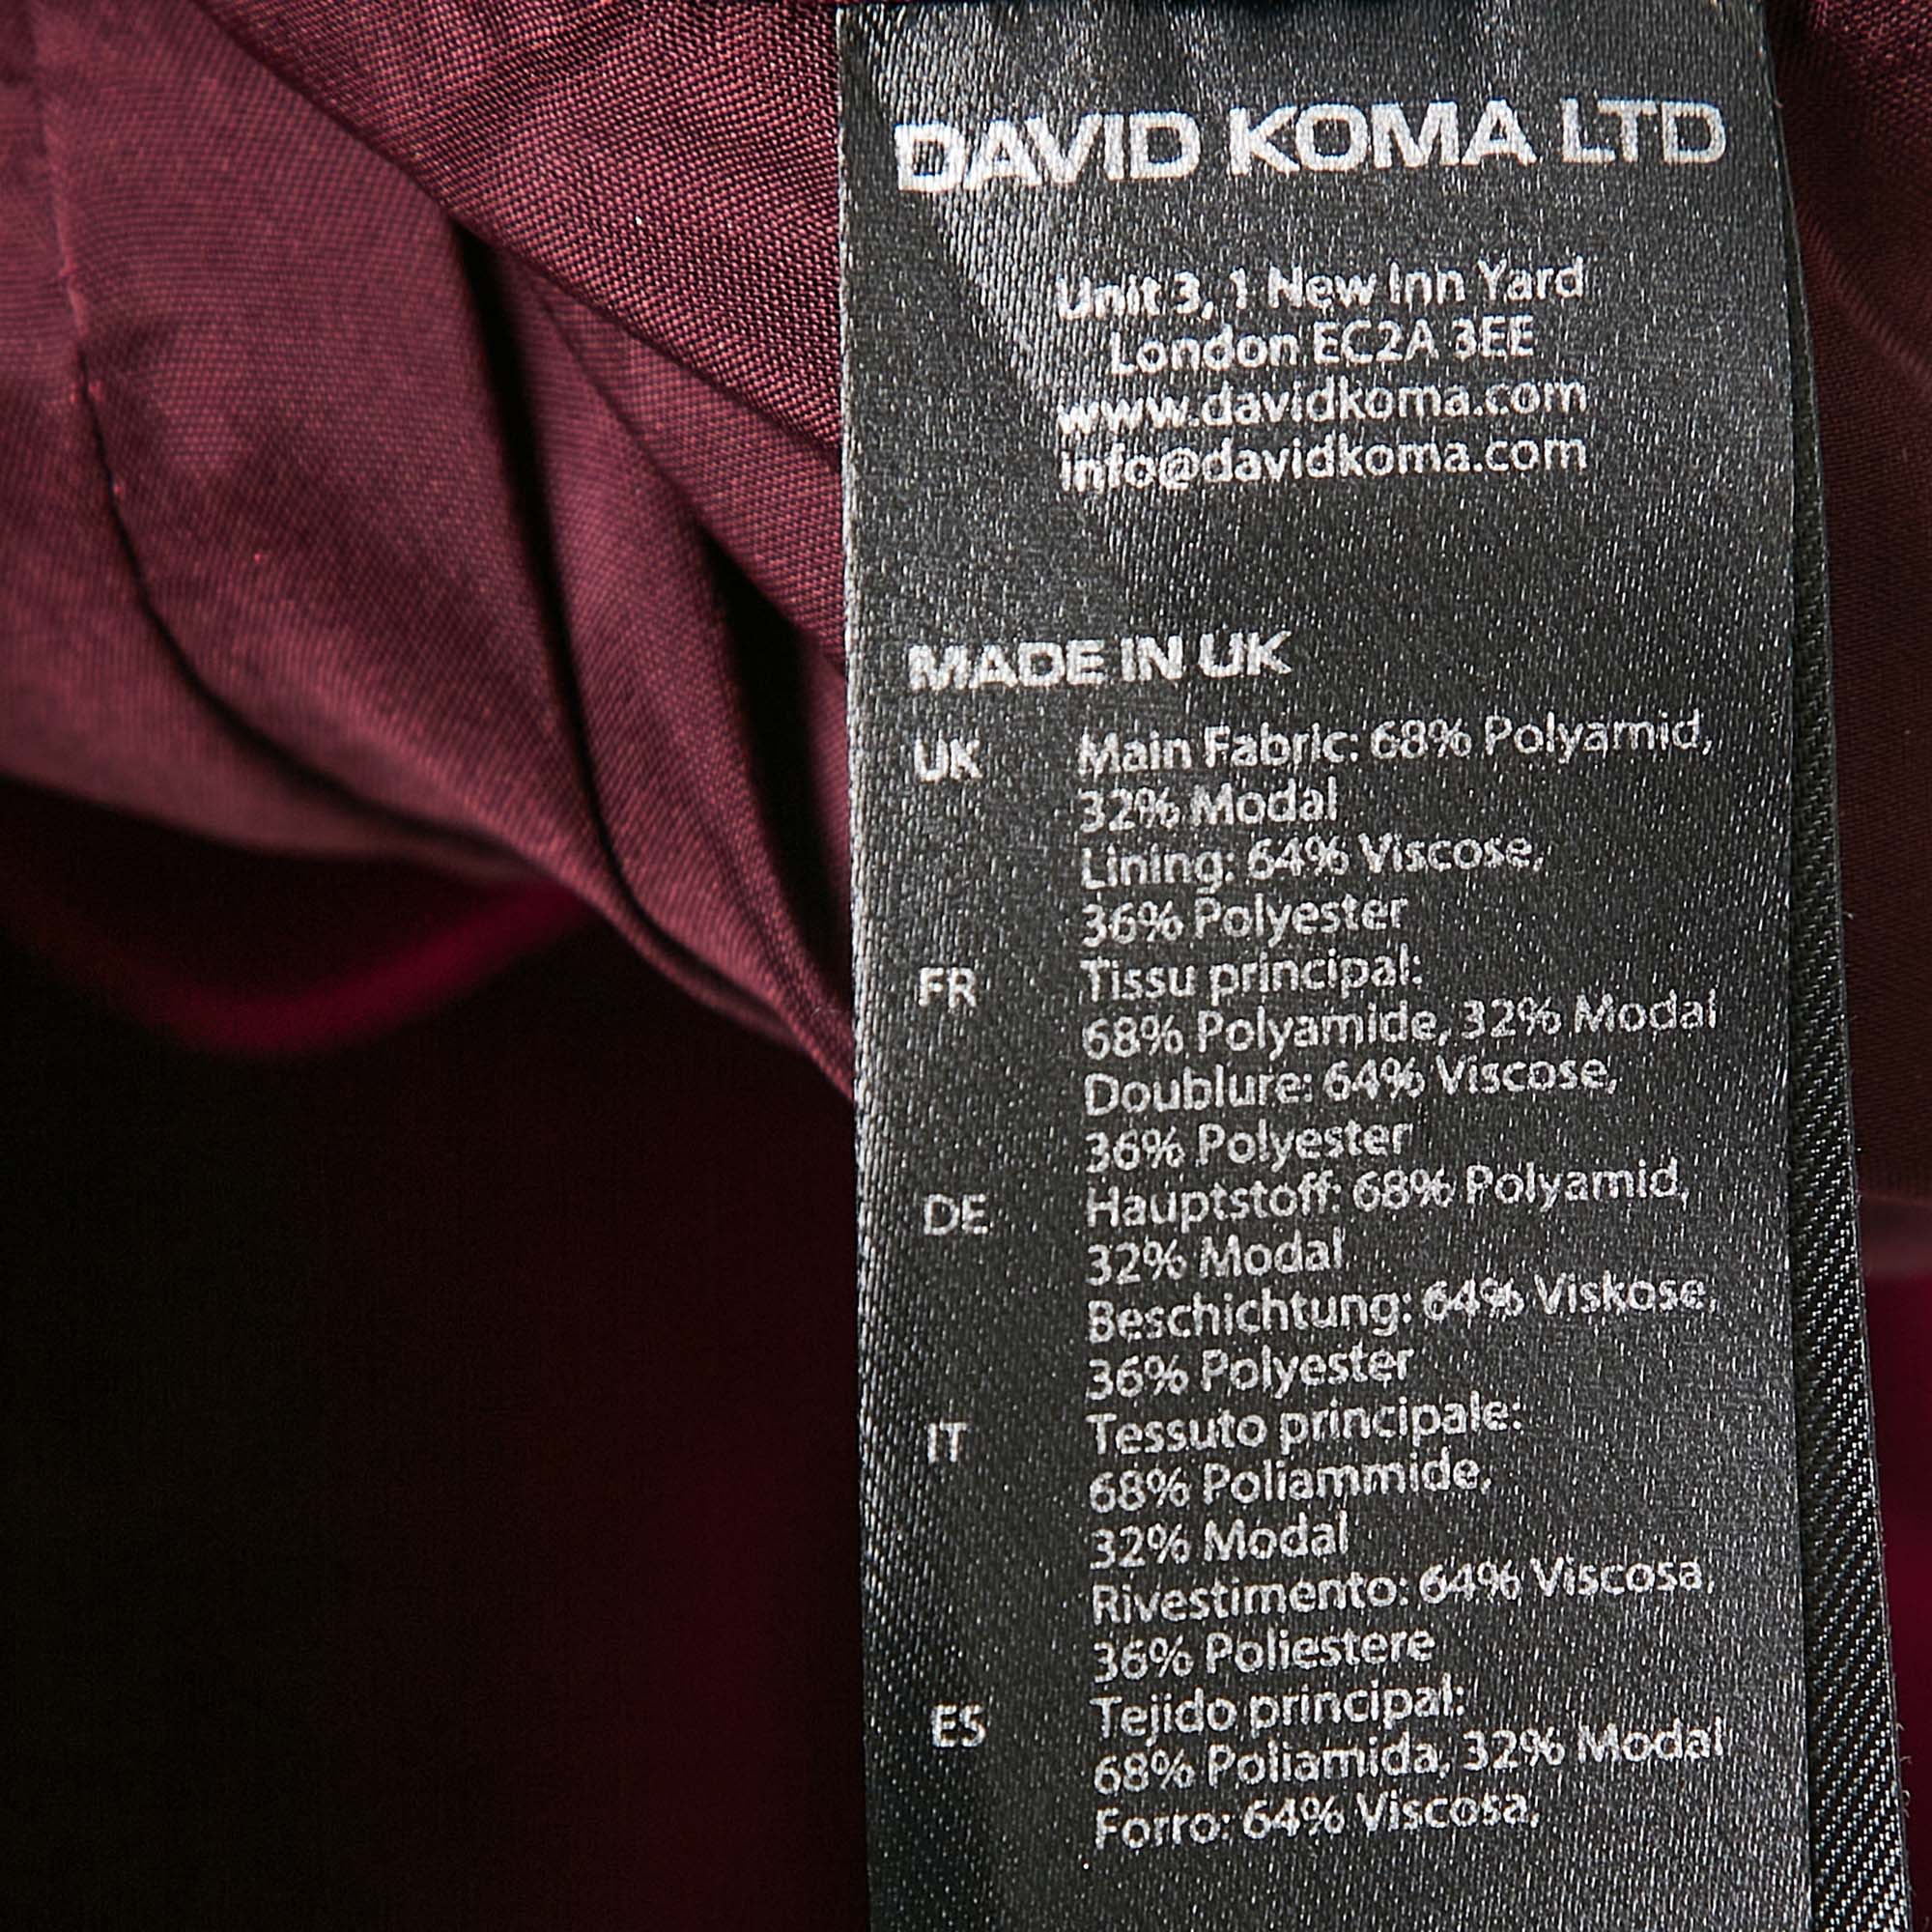 DAVID KOMA LTD
Unit 3, 1 New Inn Yard
London EC2A 3EE
www.davidkoma.com
info@davidkoma.com
MADE IN UK
UK Main Fabric: 68% Polyamid,
32% Modal
Lining: 64% Viscose,
36% Polyester
FR Tissu principal:
68% Polyamide, 32% Modal
Doublure: 64% Viscose,
36% Polyester
DE Hauptstoff: 68% Polyamid,
32% Modal
Beschichtung: 64% Viskose,
36% Polyester
IT Tessuto principale:
68% Poliammide,
32% Modal
Rivestimento: 64% Viscosa,
36% Poliestere
ES Tejido principal:
68% Poliamida, 32% Modal
Forro: 64% Viscosa,